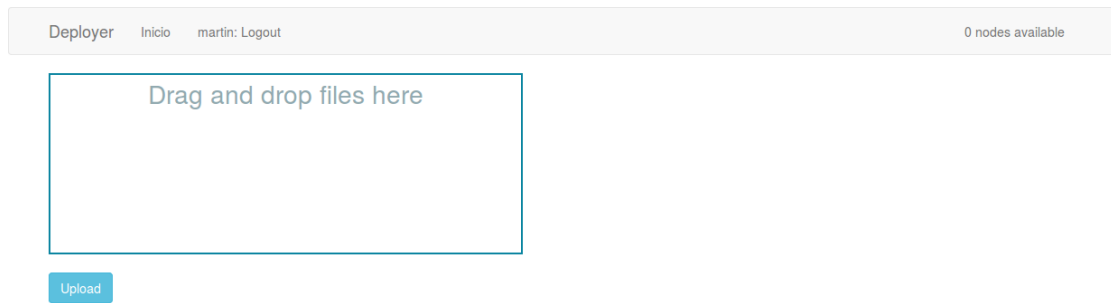 Deployer Inicio martin: Logout 0 nodes available
Drag and drop files here
Upload